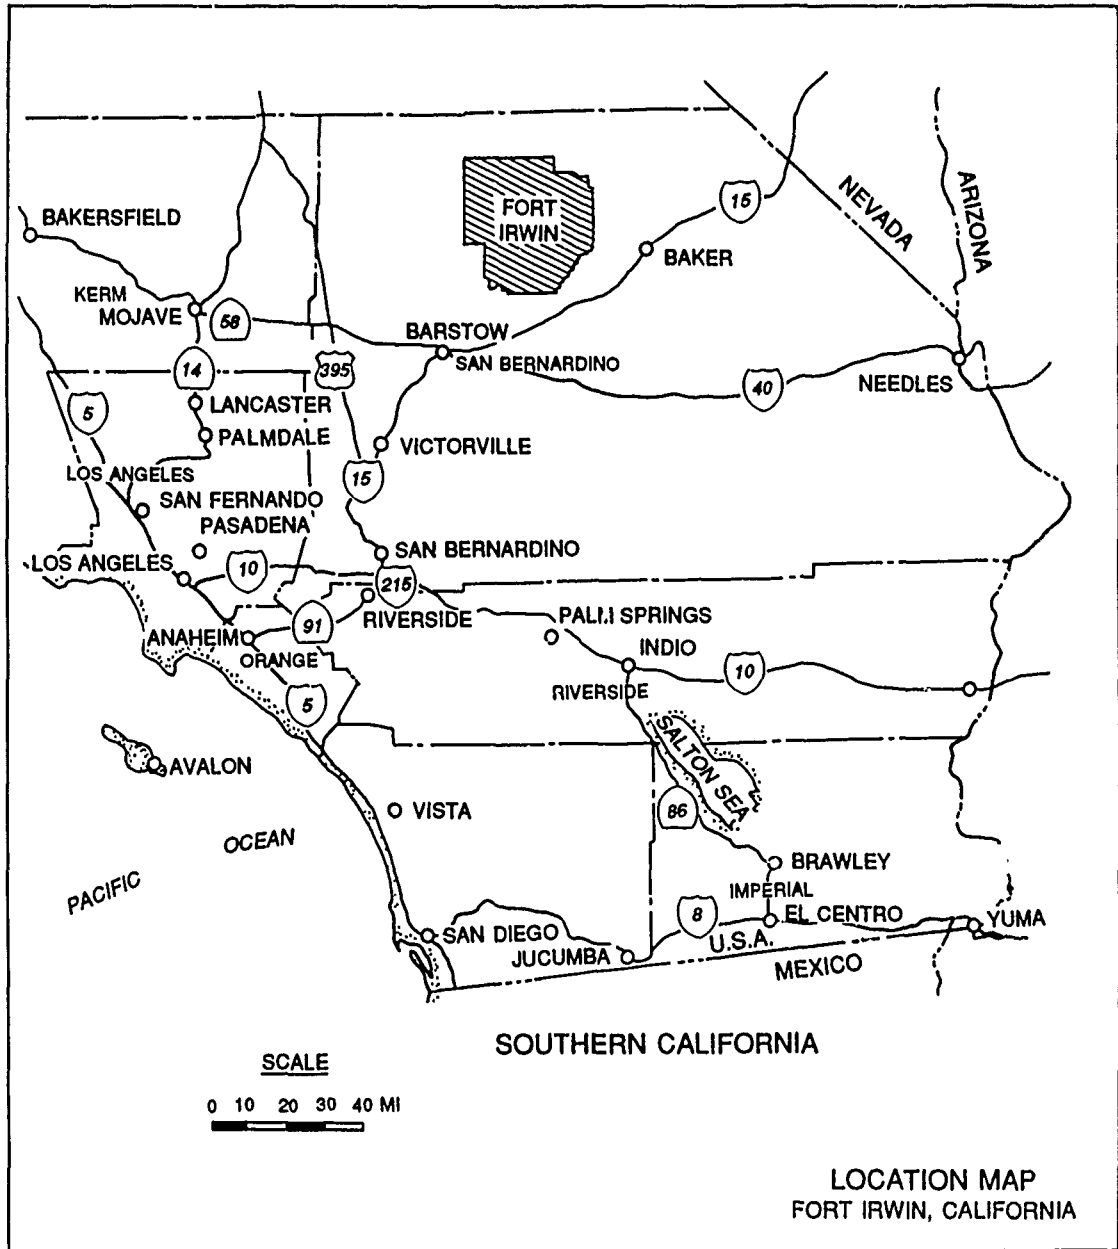 FORT
IRWIN
15
NEVADA
ARIZONA
BAKERSFIELD
BAKER
KERM
MOJAVE
58
BARSTOW
SAN BERNARDINO
14
395
40
NEEDLES
5
LANCASTER
PALMDALE
VICTORVILLE
LOS ANGELES
15
SAN FERNANDO
PASADENA
LOS ANGELES
10
SAN BERNARDINO
215
RIVERSIDE
91
PALM SPRINGS
ANAHEIM
ORANGE
INDIO
10
RIVERSIDE
5
SALTON SEA
AVALON
86
VISTA
OCEAN
PACIFIC
BRAWLEY
IMPERIAL
8
EL CENTRO
YUMA
SAN DIEGO
U.S.A.
JUCUMBA
MEXICO
SOUTHERN CALIFORNIA
SCALE
0 10 20 30 40 MI
LOCATION MAP
FORT IRWIN, CALIFORNIA